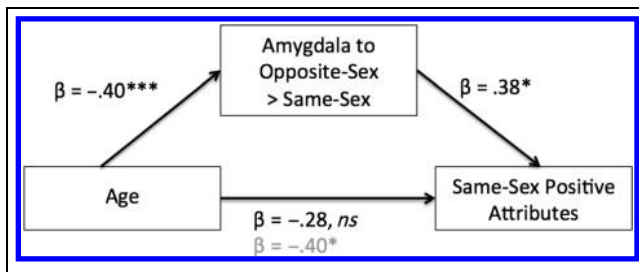 Amygdala to
Opposite-Sex
> Same-Sex
β = –.40***
β = .38*
Age
Same-Sex Positive
Attributes
β = –.28, ns
β = –.40*